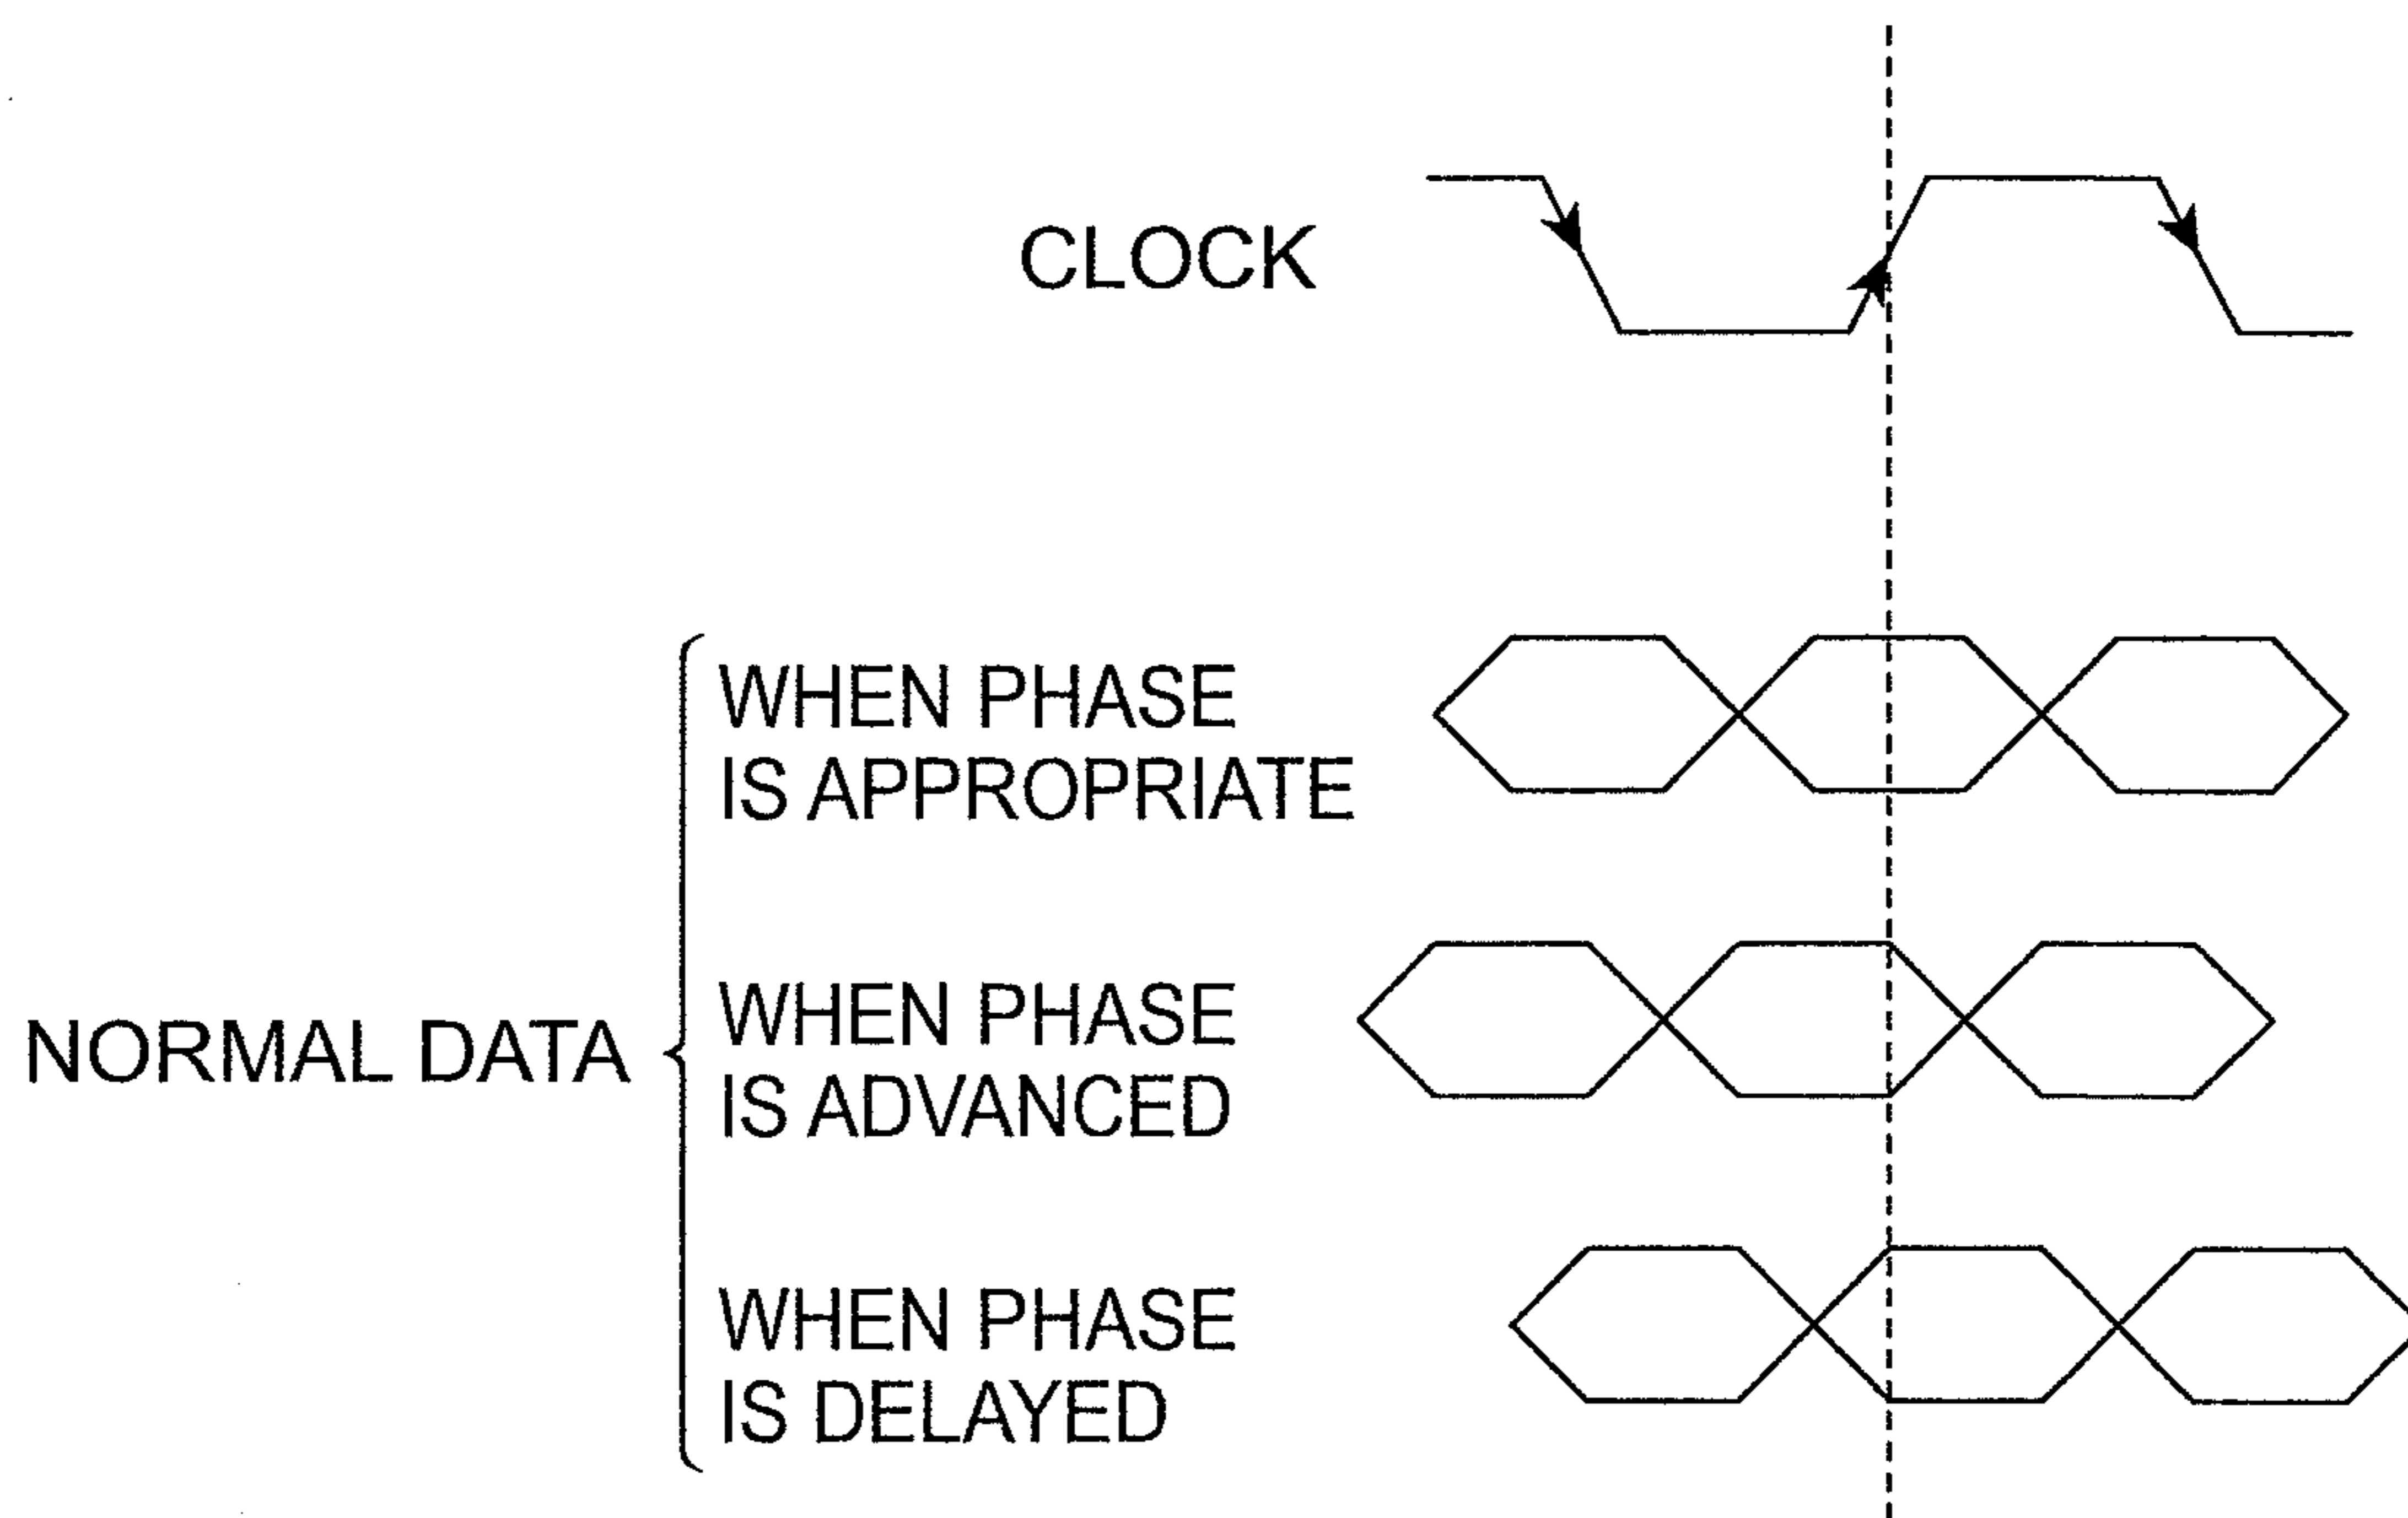 CLOCK
WHEN PHASE
IS APPROPRIATE
NORMAL DATA
WHEN PHASE
IS ADVANCED
WHEN PHASE
IS DELAYED